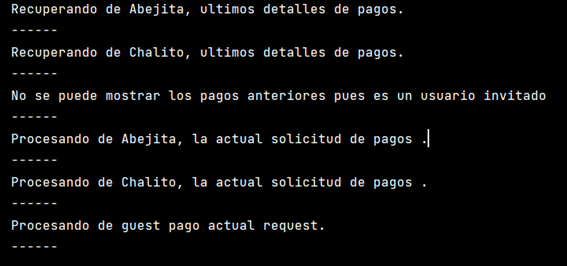 Recuperando de Abejita, ultimos detalles de pagos.
------
Recuperando de Chalito, ultimos detalles de pagos.
------
No se puede mostrar los pagos anteriores pues es un usuario invitado
------
Procesando de Abejita, la actual solicitud de pagos .
------
Procesando de Chalito, la actual solicitud de pagos .
------
Procesando de guest pago actual request.
------